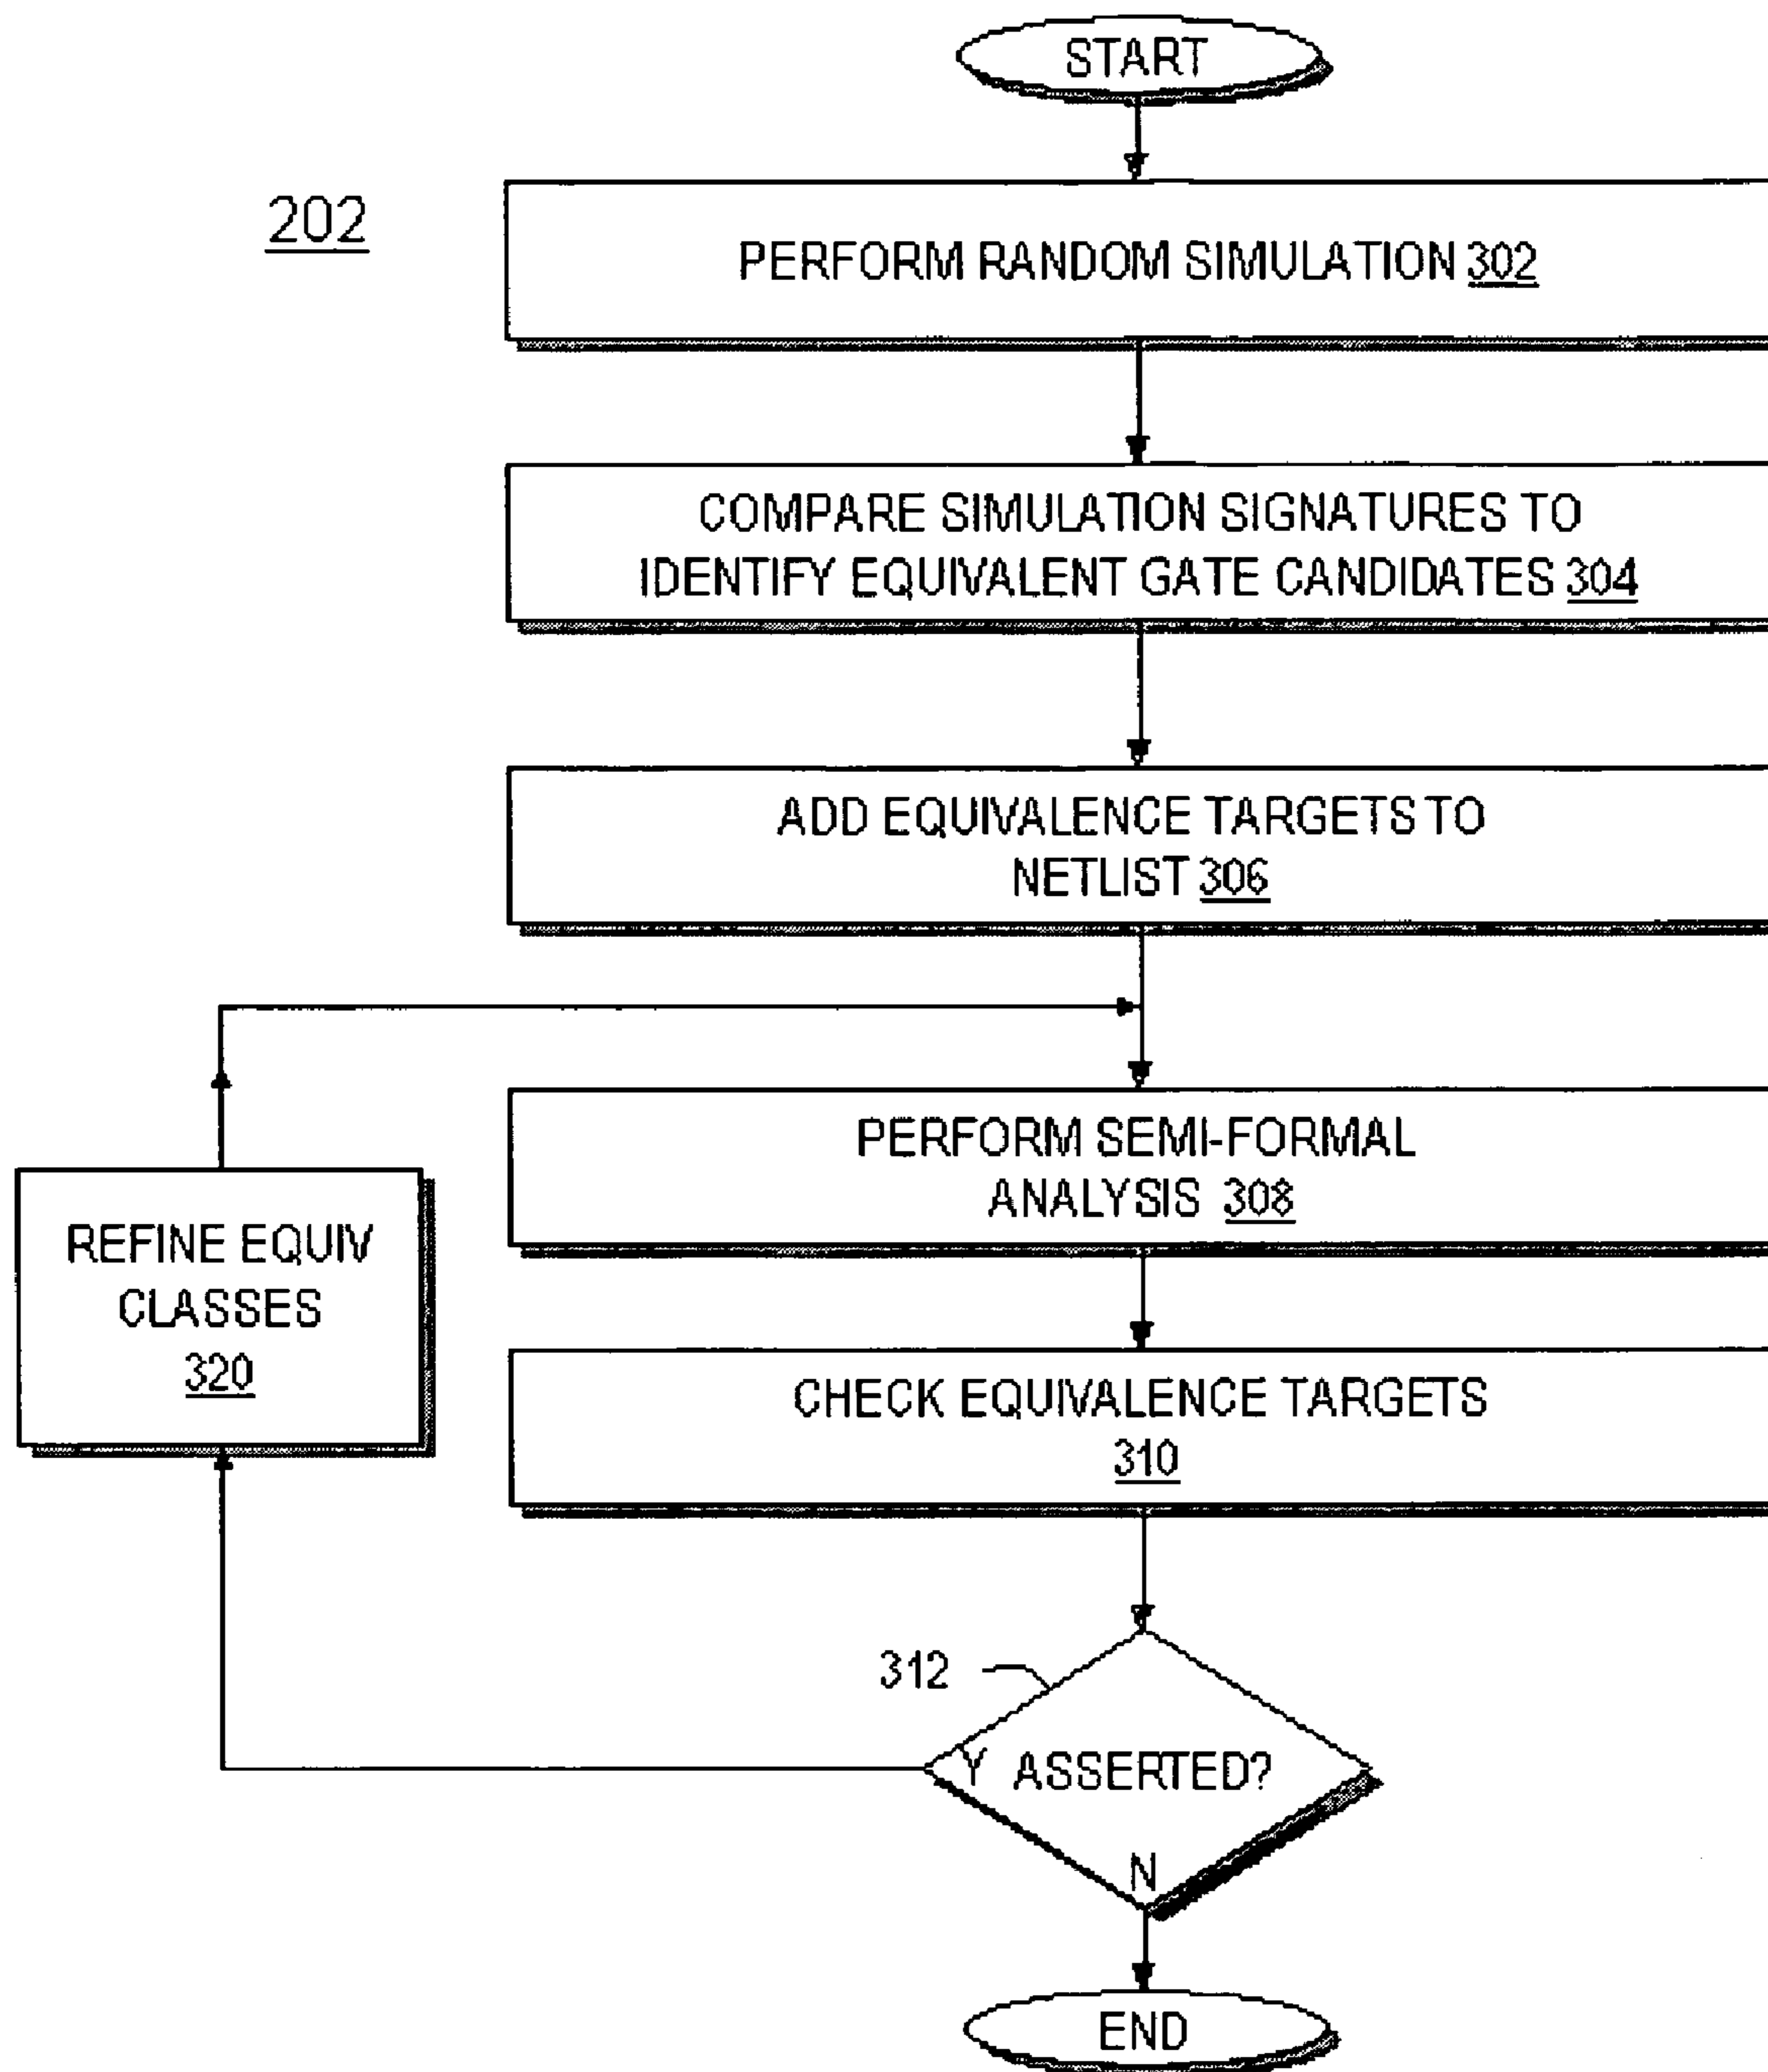 START
202
PERFORM RANDOM SIMULATION 302
COMPARE SIMULATION SIGNATURES TO
IDENTIFY EQUIVALENT GATE CANDIDATES 304
ADD EQUIVALENCE TARGETS TO
NETLIST 306
PERFORM SEMI-FORMAL
ANALYSIS 308
REFINE EQUIV
CLASSES
320
CHECK EQUIVALENCE TARGETS
310
312
Y ASSERTED?
N
END